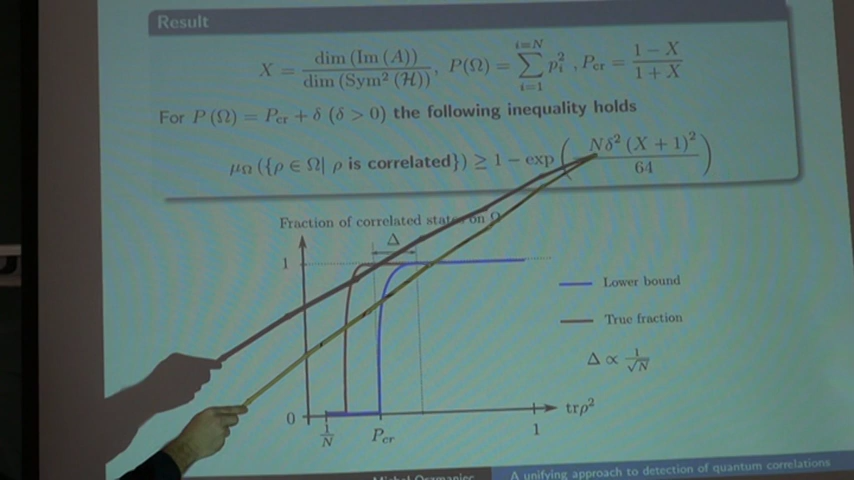 Result
X = dim (Im (A)) / dim (Sym² (ℋ)) , P(Ω) = ∑_{i=1}^{i=N} p_i² , P_cr = (1 − X) / (1 + X)
For P (Ω) = P_cr + δ (δ > 0) the following inequality holds
μ_Ω ({ρ ∈ Ω| ρ is correlated}) ≥ 1 − exp ( Nδ² (X + 1)² / 64 )
Fraction of correlated on Ω
Δ
1
Lower bound
True fraction
Δ ∝ 1/√N
0
1/N
P_cr
1
trρ²
A unifying approach to detection of quantum correlations